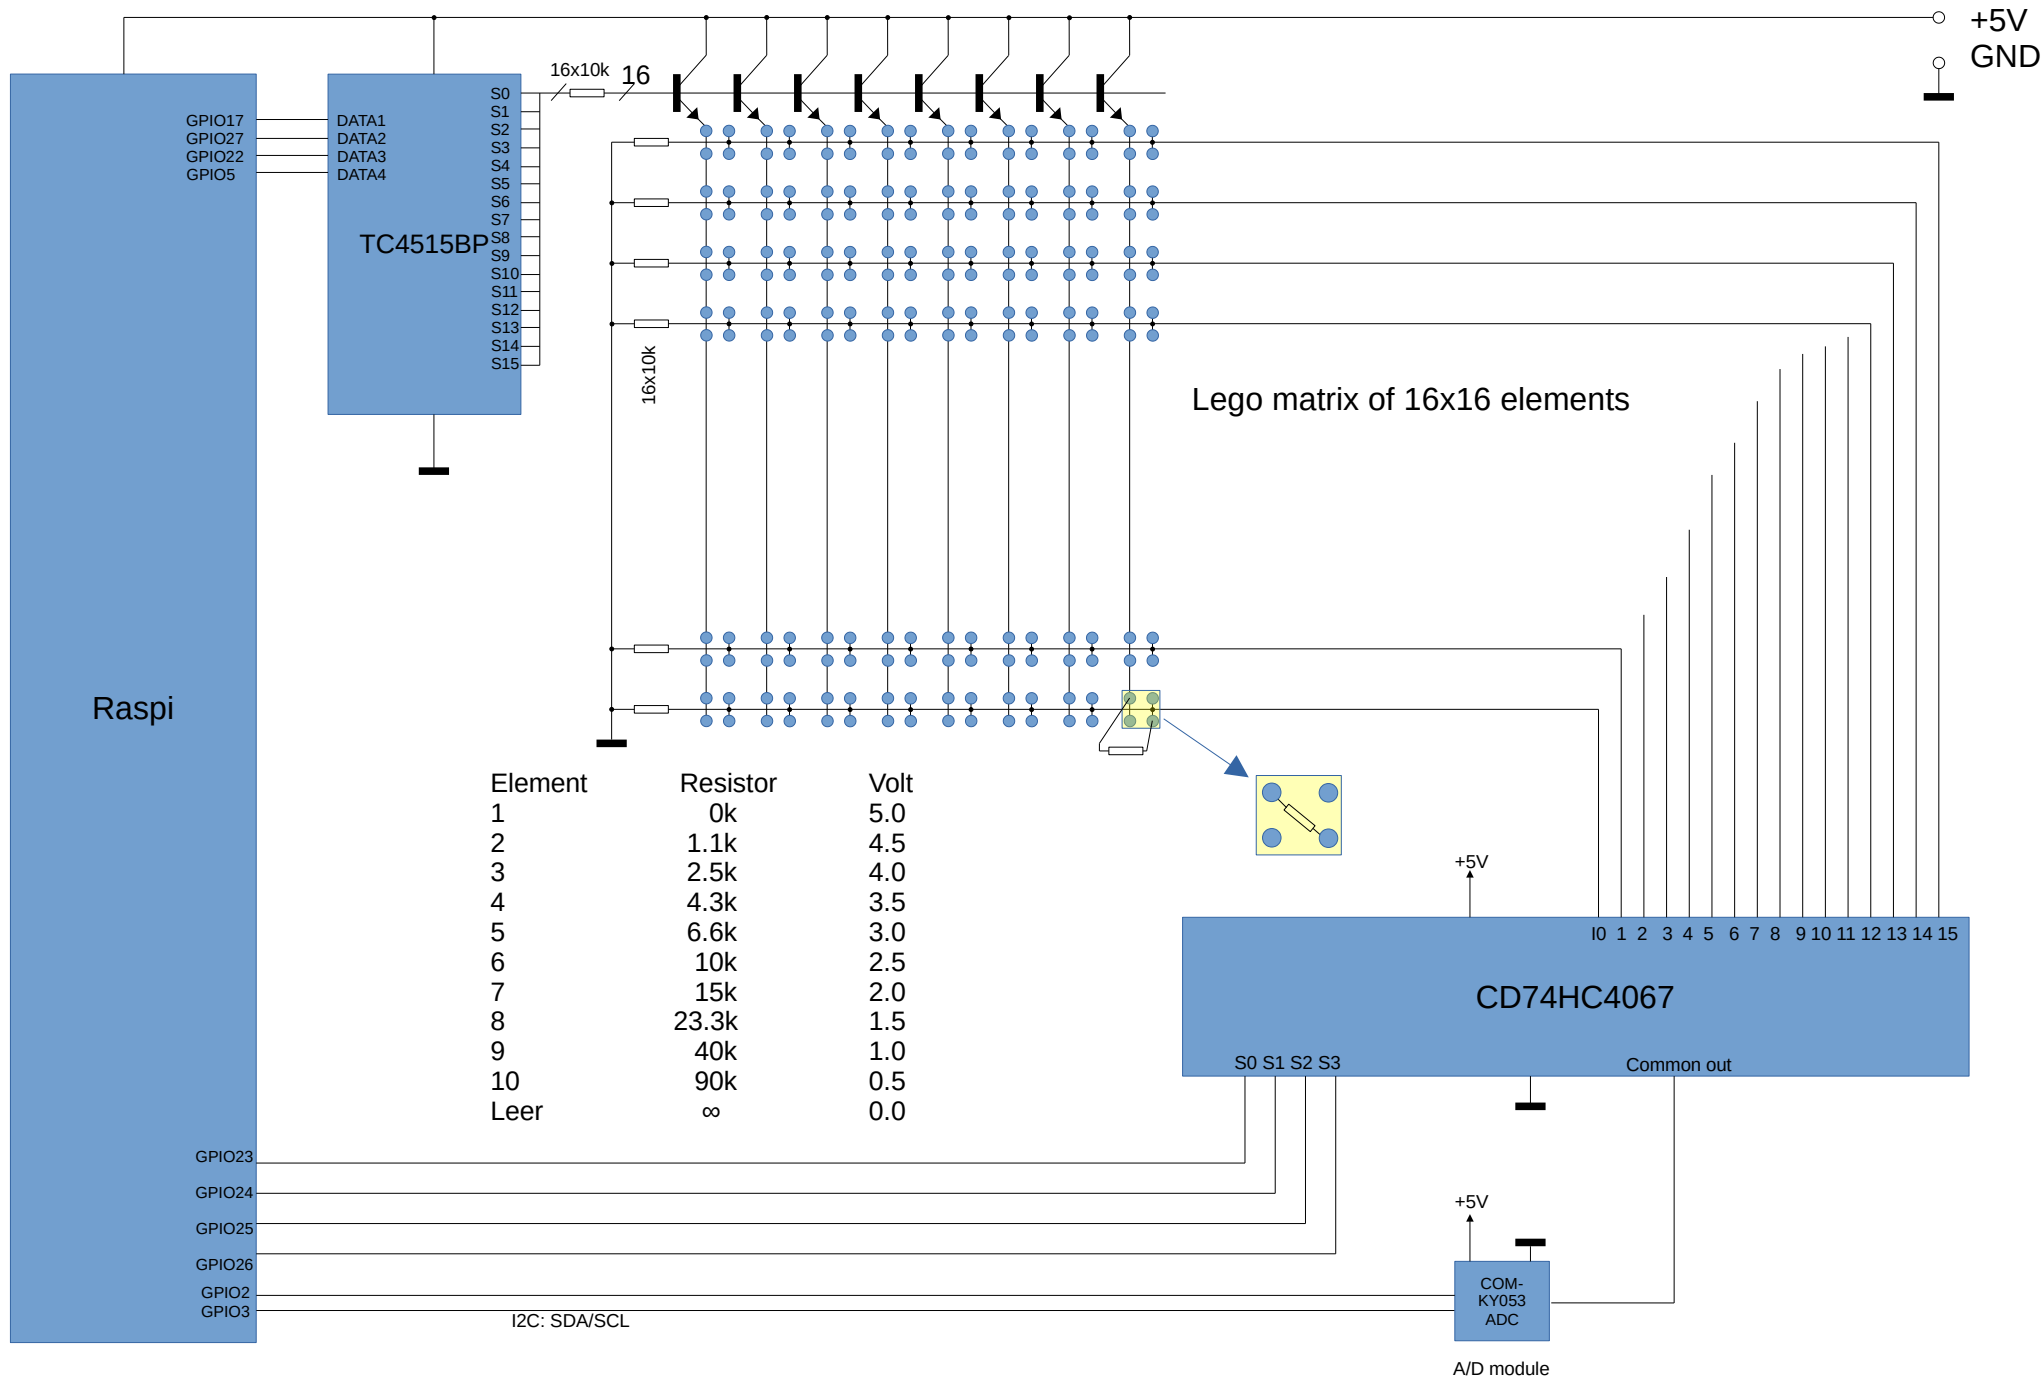 +5V
GND
16x10k
16
GPIO17
GPIO27
GPIO22
GPIO5
DATA1
DATA2
DATA3
DATA4
TC4515BP
S0
S1
S2
S3
S4
S5
S6
S7
S8
S9
S10
S11
S12
S13
S14
S15
16x10k
Lego matrix of 16x16 elements
Raspi
Element Resistor Volt
1 0k 5.0
2 1.1k 4.5
3 2.5k 4.0
4 4.3k 3.5
5 6.6k 3.0
6 10k 2.5
7 15k 2.0
8 23.3k 1.5
9 40k 1.0
10 90k 0.5
Leer ∞ 0.0
+5V
I0 1 2 3 4 5 6 7 8 9 10 11 12 13 14 15
CD74HC4067
S0 S1 S2 S3
Common out
GPIO23
GPIO24
GPIO25
GPIO26
GPIO2
GPIO3
I2C: SDA/SCL
+5V
COM-
KY053
ADC
A/D module